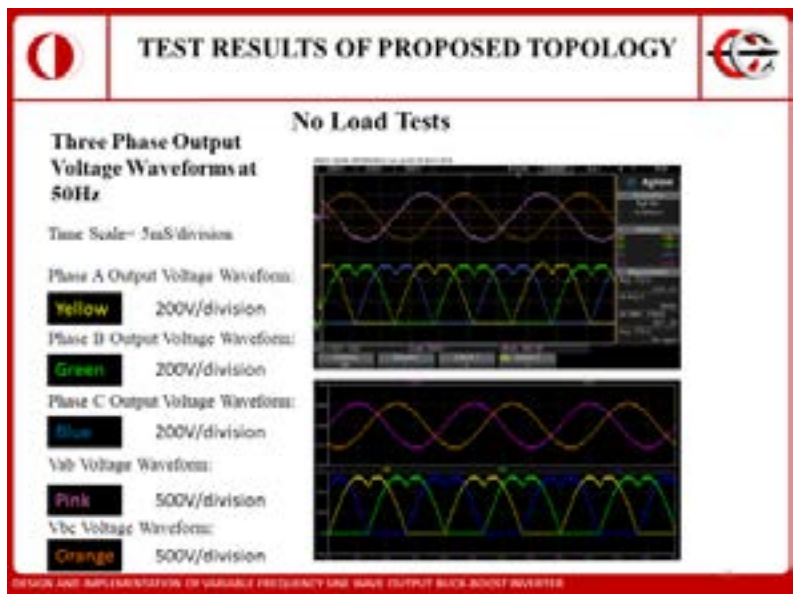 TEST RESULTS OF PROPOSED TOPOLOGY
No Load Tests
Three Phase Output
Voltage Waveforms at
50Hz
Time Scale= 5mS/division
Phase A Output Voltage Waveform:
Yellow 200V/division
Phase B Output Voltage Waveform:
Green 200V/division
Phase C Output Voltage Waveform:
Blue 200V/division
Vab Voltage Waveform:
Pink 500V/division
Vbc Voltage Waveform:
Orange 500V/division
Agilent
DESIGN AND IMPLEMENTATION OF VARIABLE FREQUENCY SINE WAVE OUTPUT BUCK-BOOST INVERTER